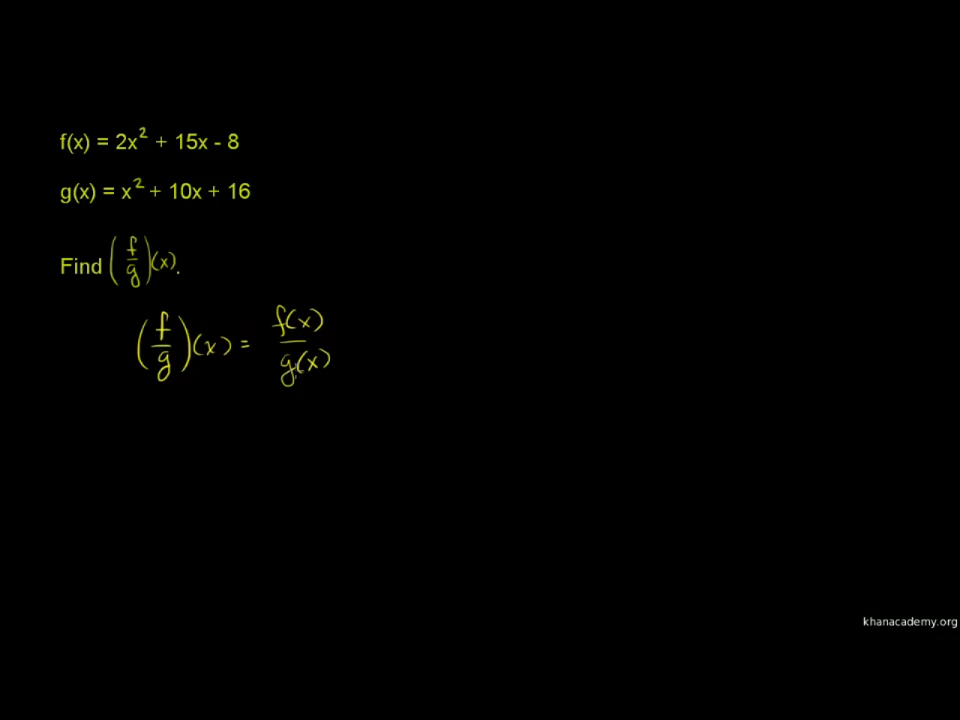 f(x) = 2x² + 15x - 8
g(x) = x² + 10x + 16
Find (f/g)(x).
(f/g)(x) = f(x)/g(x)
khanacademy.org